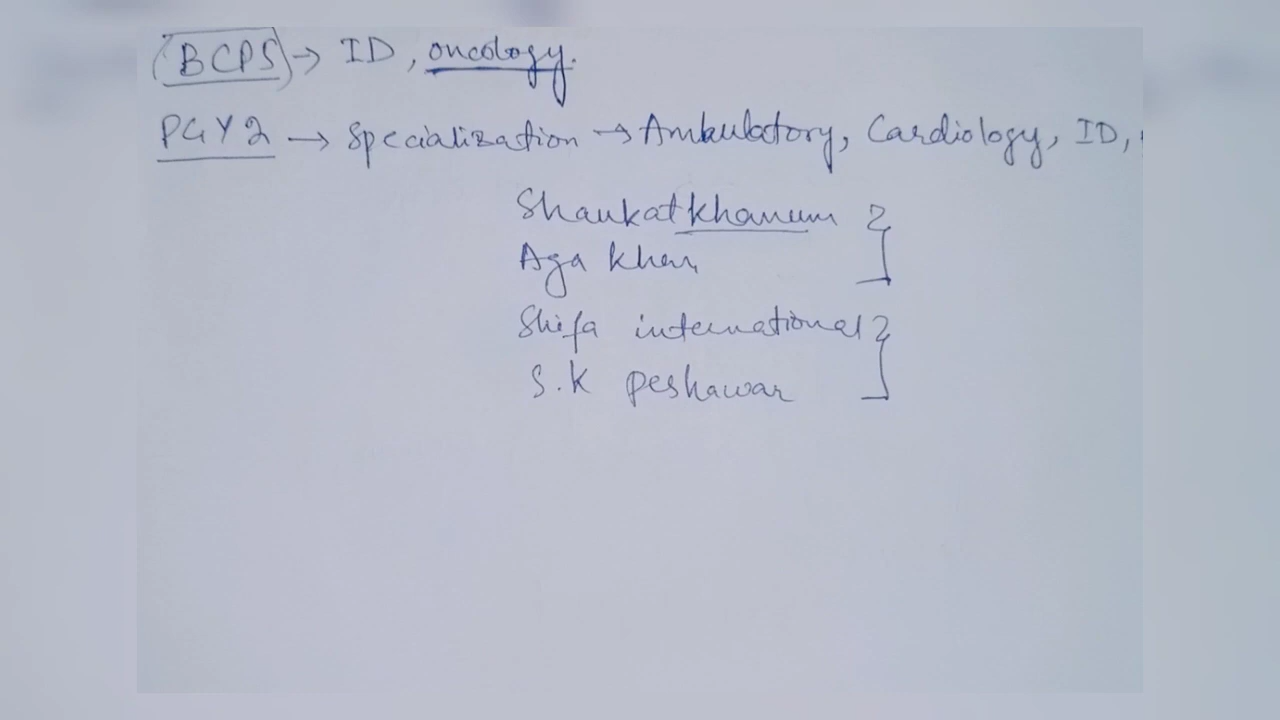 (BCPS) → ID, oncology.
PGY2 → Specialization → Ambulatory, Cardiology, ID,
Shaukat khanum
Aga khan
Shifa international
S.K peshawar